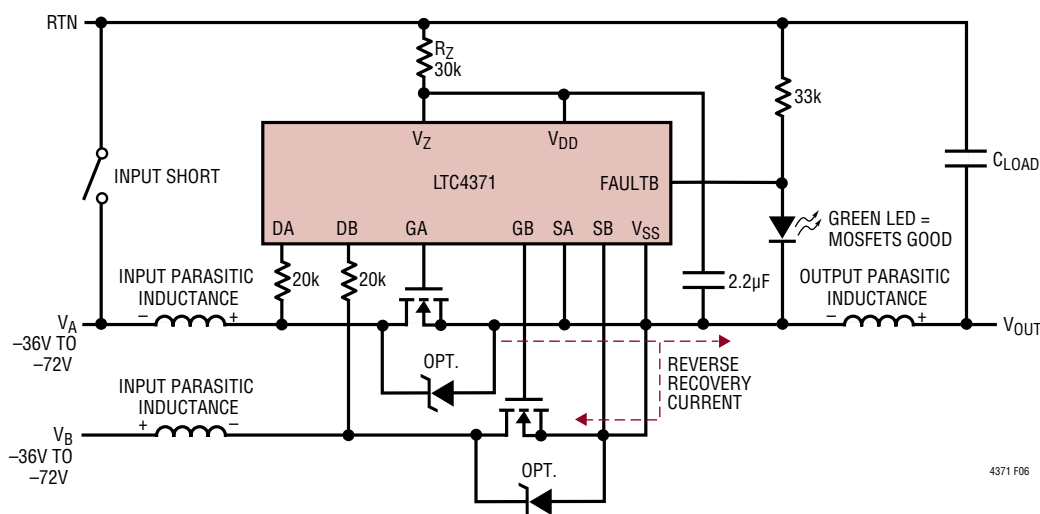 RTN
RZ
30k
33k
VZ
VDD
CLOAD
INPUT SHORT
LTC4371
FAULTB
DA
DB
GA
GB
SA
SB
VSS
GREEN LED =
MOSFETS GOOD
INPUT PARASITIC
INDUCTANCE
20k
20k
2.2µF
OUTPUT PARASITIC
INDUCTANCE
– +
– +
VA
–36V TO
–72V
VOUT
OPT.
REVERSE
RECOVERY
CURRENT
INPUT PARASITIC
INDUCTANCE
+ –
VB
–36V TO
–72V
OPT.
4371 F06